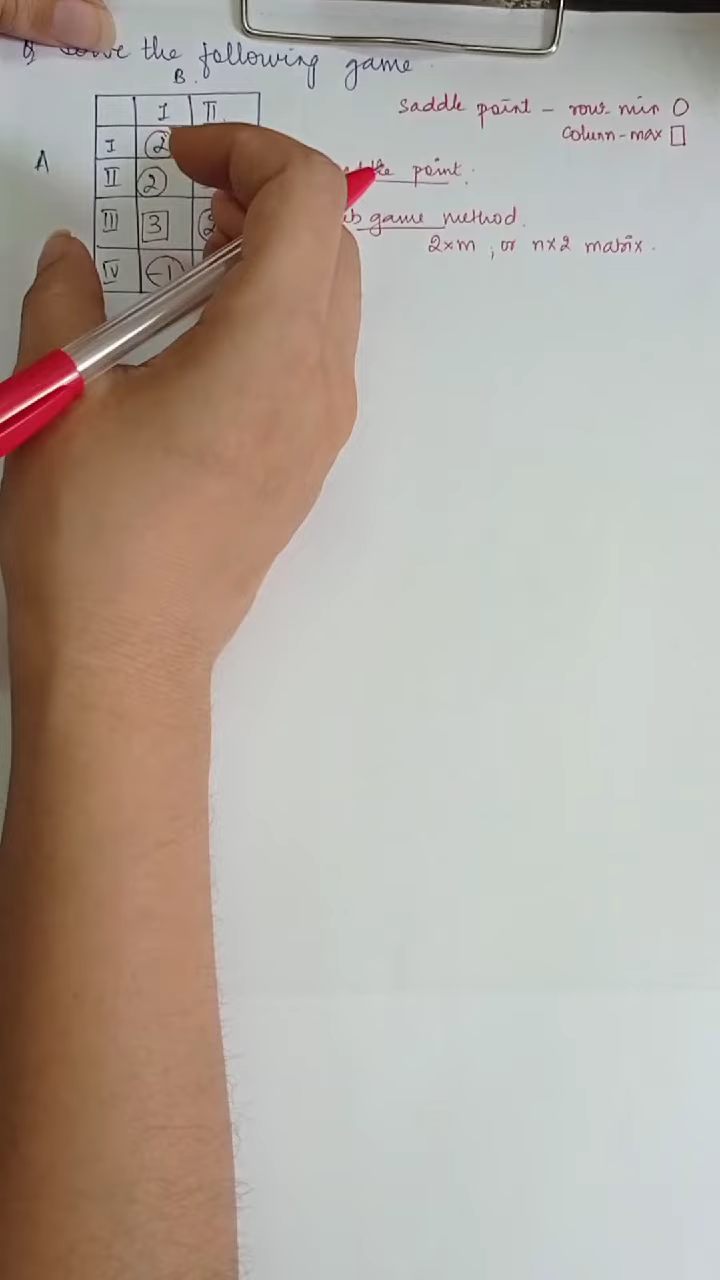 the following game.
B.
I II
A I 2
II 2
III 3
IV -1
Saddle point - row min O
Column-max □
point.
game method.
2×m, or n×2 matrix.